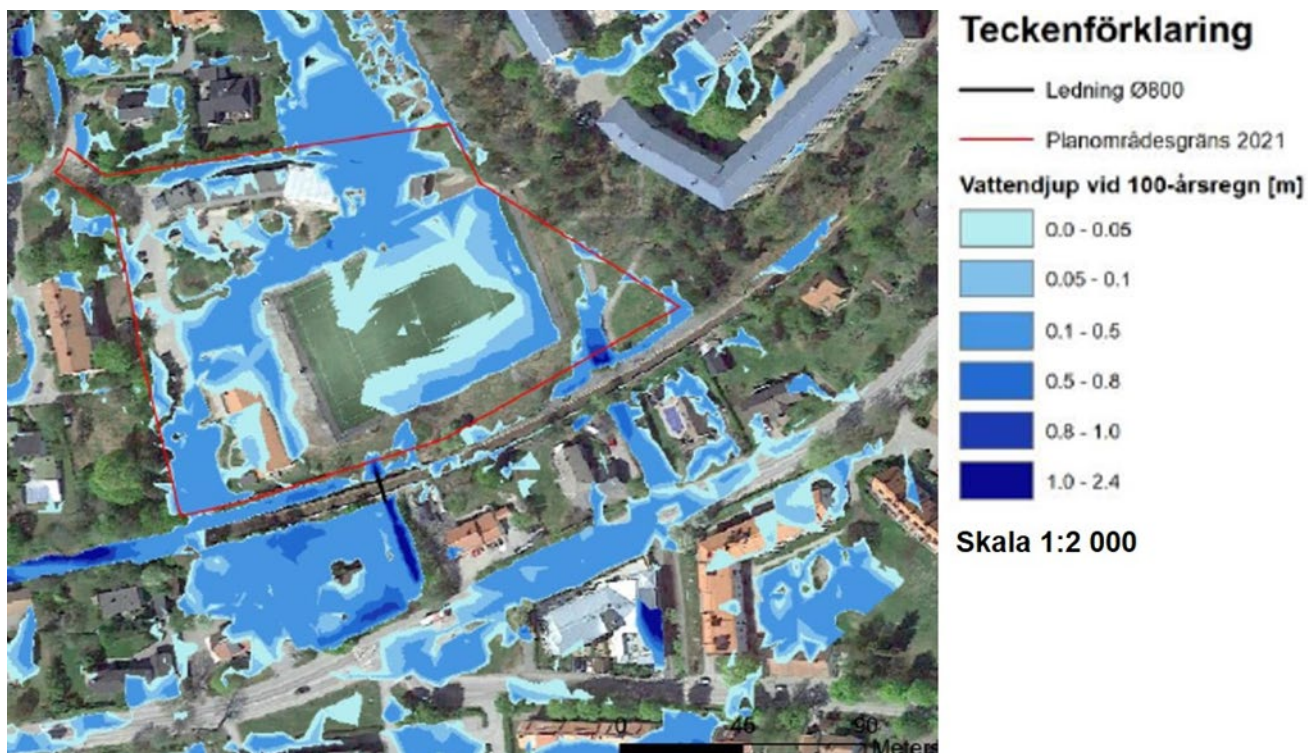 Teckenförklaring
Ledning Ø800
Planområdesgräns 2021
Vattendjup vid 100-årsregn [m]
0.0 - 0.05
0.05 - 0.1
0.1 - 0.5
0.5 - 0.8
0.8 - 1.0
1.0 - 2.4
Skala 1:2 000
0 45 90
Meters